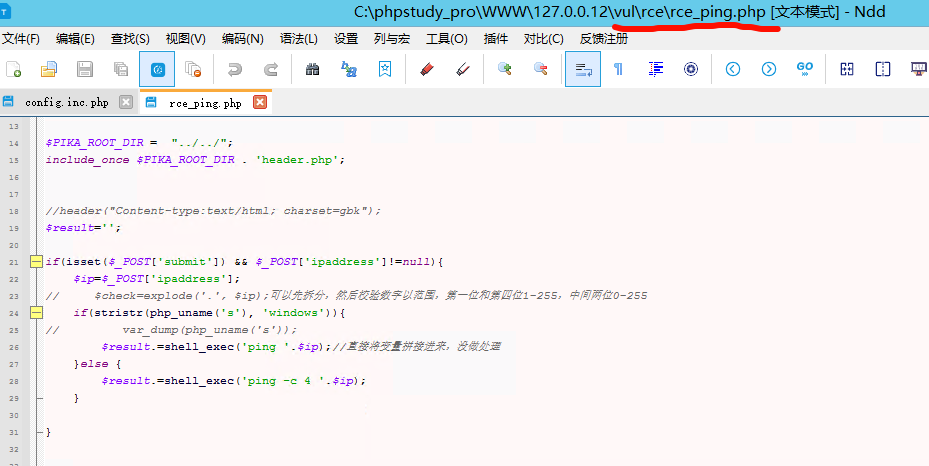 C:\phpstudy_pro\WWW\127.0.0.12\vul\rce\rce_ping.php [文本模式] - Ndd
文件(F) 编辑(E) 查找(S) 视图(V) 编码(N) 语法(L) 设置 列与宏 工具(O) 插件 对比(C) 反馈注册
GO
config.inc.php rce_ping.php
13
14 $PIKA_ROOT_DIR = "../../";
15 include_once $PIKA_ROOT_DIR . 'header.php';
16
17
18 //header("Content-type:text/html; charset=gbk");
19 $result='';
20
21 if(isset($_POST['submit']) && $_POST['ipaddress']!=null){
22 $ip=$_POST['ipaddress'];
23 // $check=explode('.', $ip);可以先拆分，然后校验数字以范围，第一位和第四位1-255，中间两位0-255
24 if(stristr(php_uname('s'), 'windows')){
25 // var_dump(php_uname('s'));
26 $result.=shell_exec('ping '.$ip);//直接将变量拼接进来，没做处理
27 }else {
28 $result.=shell_exec('ping -c 4 '.$ip);
29 }
30
31 }
32